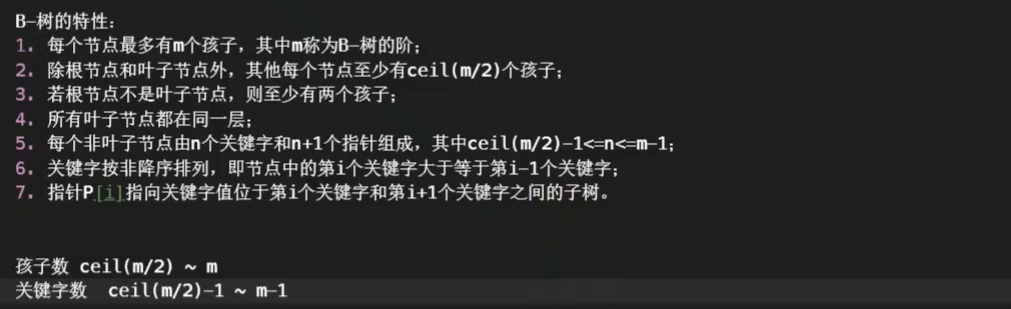 B-树的特性：
1. 每个节点最多有m个孩子，其中m称为B-树的阶；
2. 除根节点和叶子节点外，其他每个节点至少有ceil(m/2)个孩子；
3. 若根节点不是叶子节点，则至少有两个孩子；
4. 所有叶子节点都在同一层；
5. 每个非叶子节点由n个关键字和n+1个指针组成，其中ceil(m/2)-1<=n<=m-1；
6. 关键字按非降序排列，即节点中的第i个关键字大于等于第i-1个关键字；
7. 指针P[i]指向关键字值位于第i个关键字和第i+1个关键字之间的子树。
孩子数 ceil(m/2) ~ m
关键字数 ceil(m/2)-1 ~ m-1